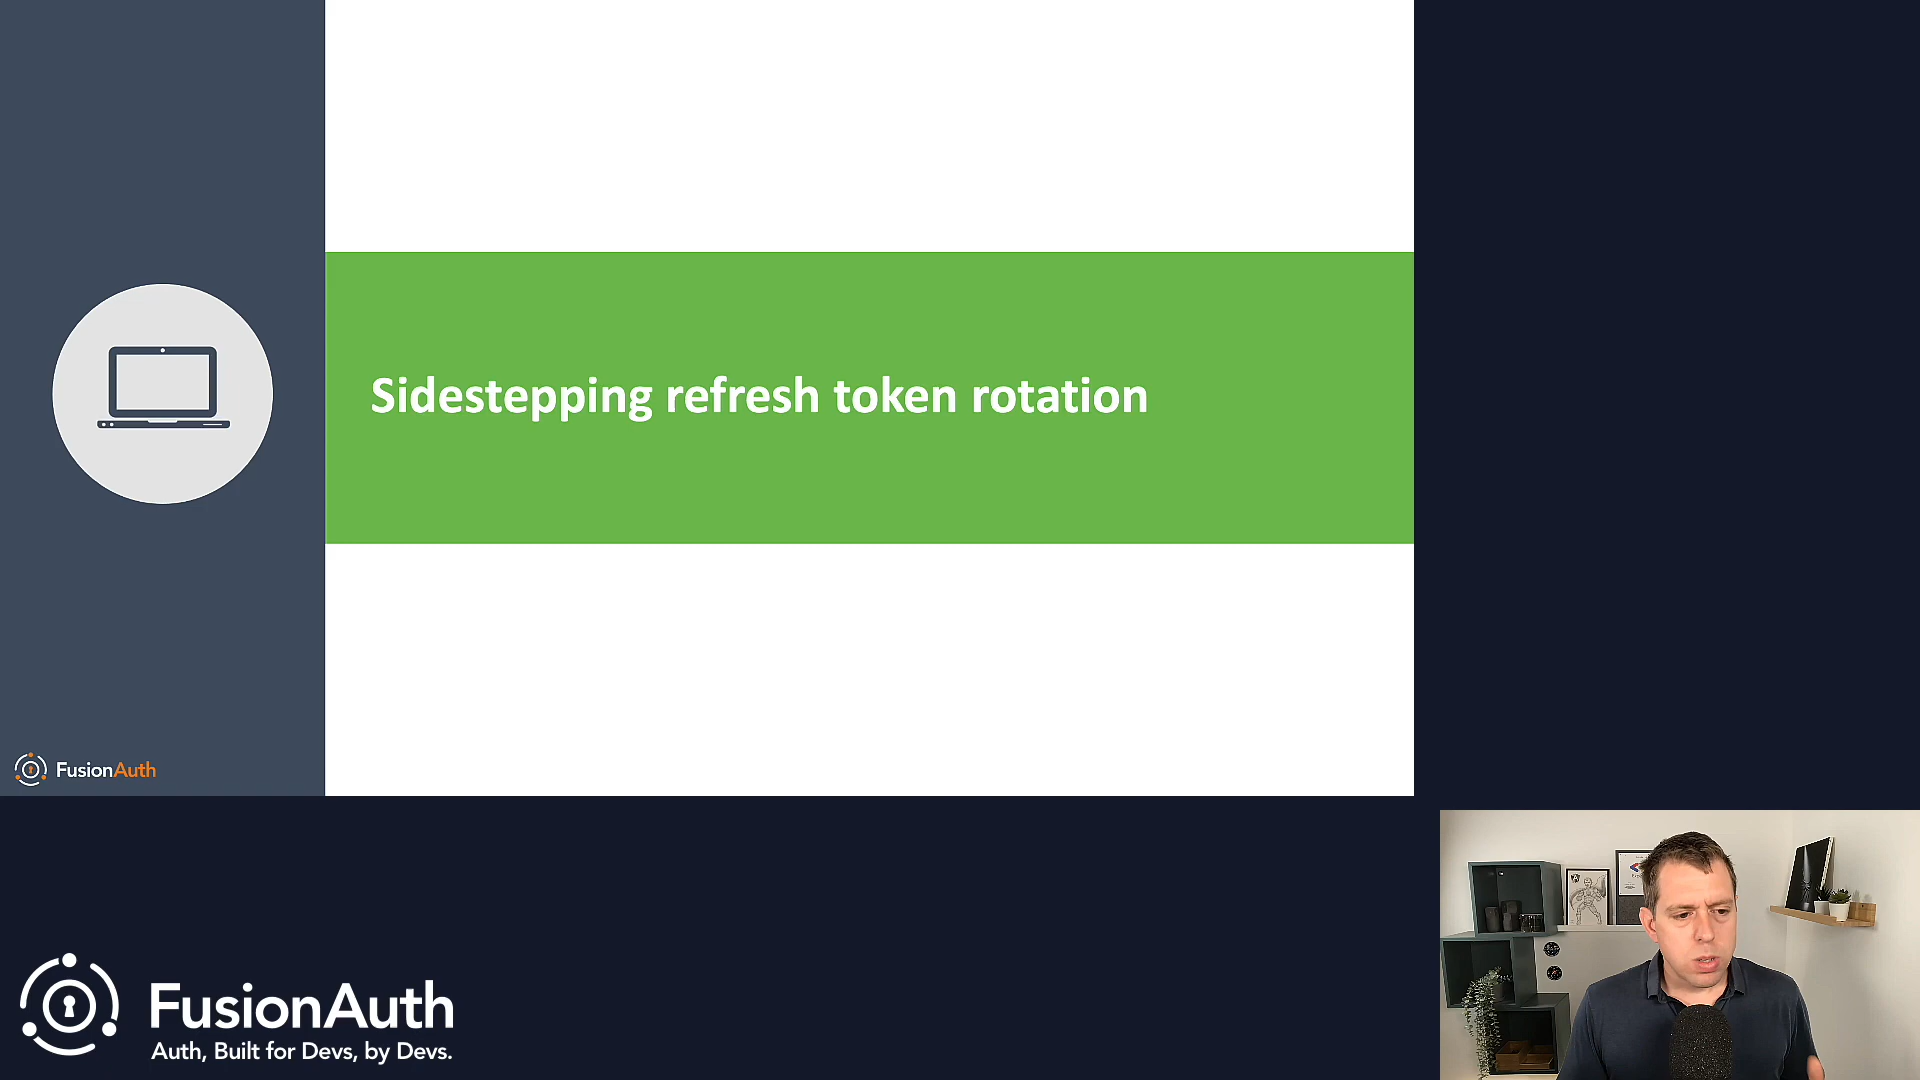 Sidestepping refresh token rotation
FusionAuth
FusionAuth
Auth, Built for Devs, by Devs.